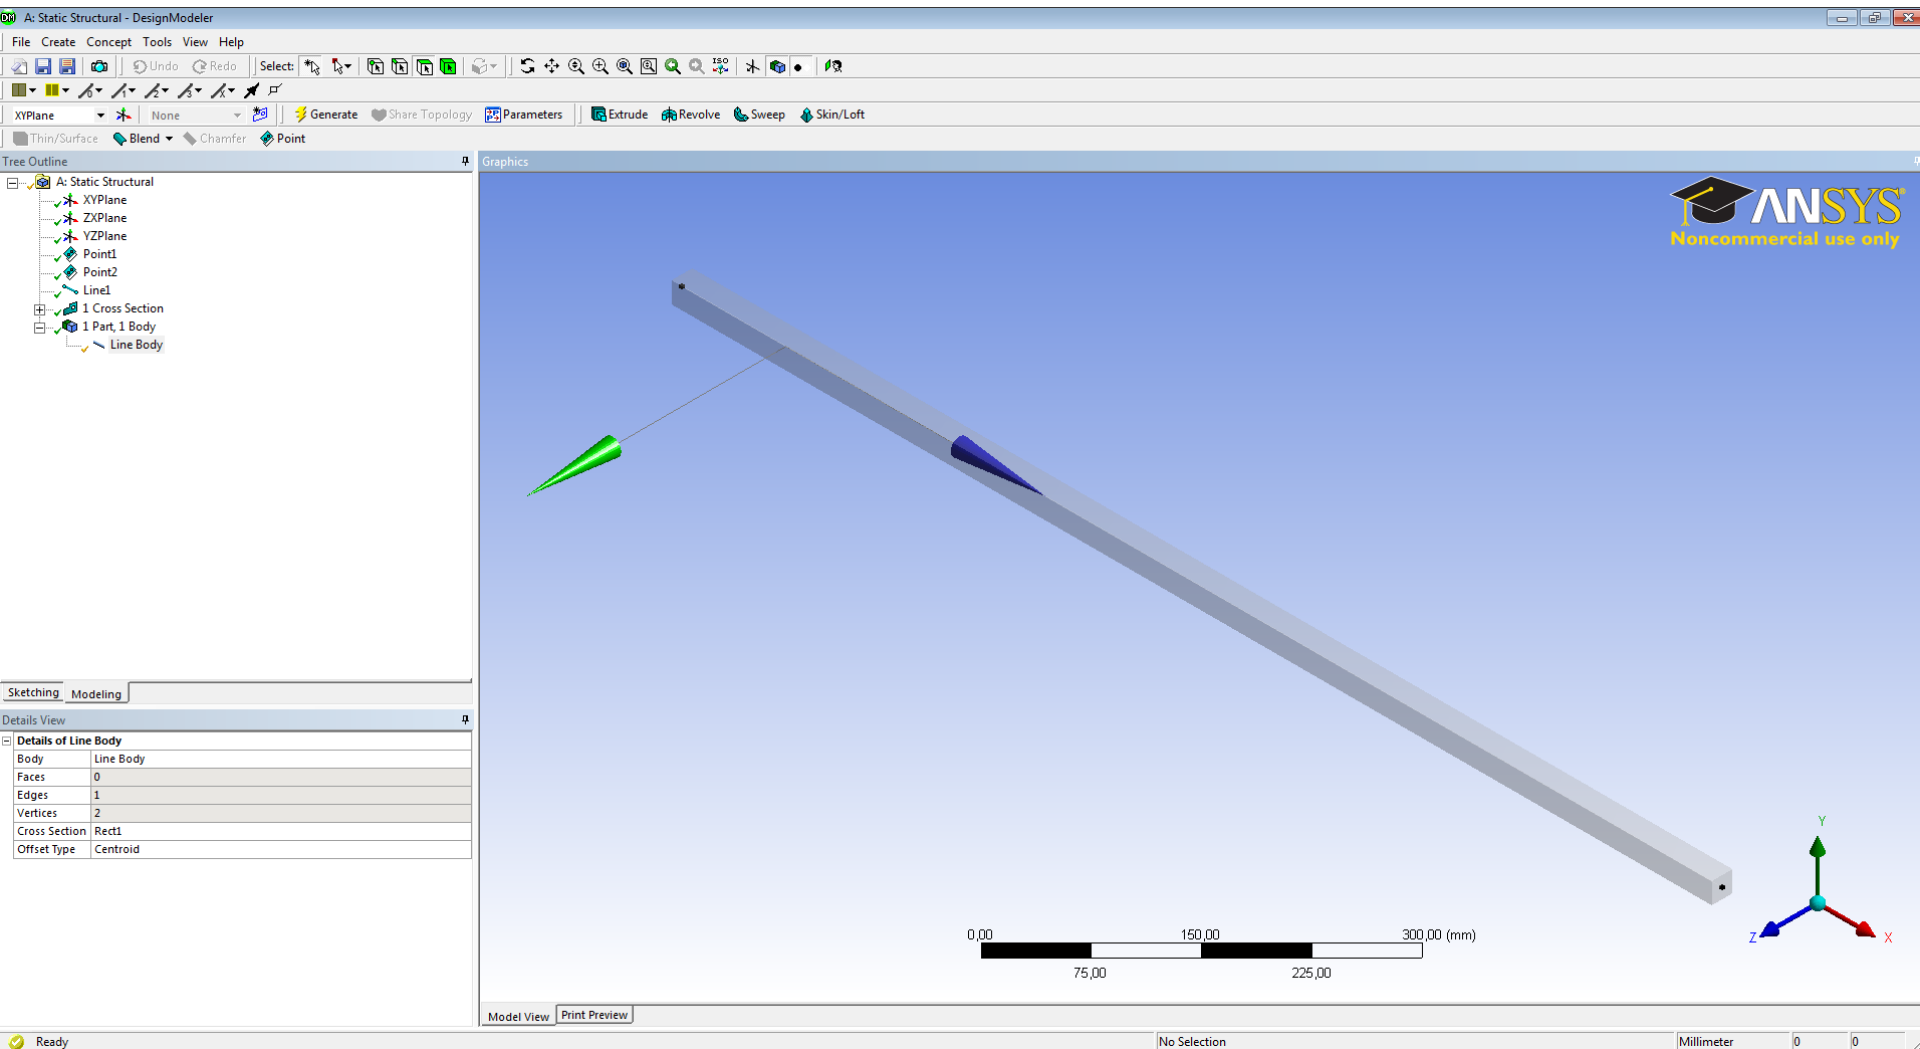 A: Static Structural - DesignModeler
File Create Concept Tools View Help
Undo Redo Select: ISO
XYPlane None Generate Share Topology Parameters Extrude Revolve Sweep Skin/Loft
Thin/Surface Blend Chamfer Point
Tree Outline
Graphics
A: Static Structural
XYPlane
ZXPlane
YZPlane
Point1
Point2
Line1
1 Cross Section
1 Part, 1 Body
Line Body
ANSYS
Noncommercial use only
Sketching Modeling
Details View
Details of Line Body
Body Line Body
Faces 0
Edges 1
Vertices 2
Cross Section Rect1
Offset Type Centroid
Y
Z
X
0,00 150,00 300,00 (mm)
75,00 225,00
Model View Print Preview
Ready No Selection Millimeter 0 0